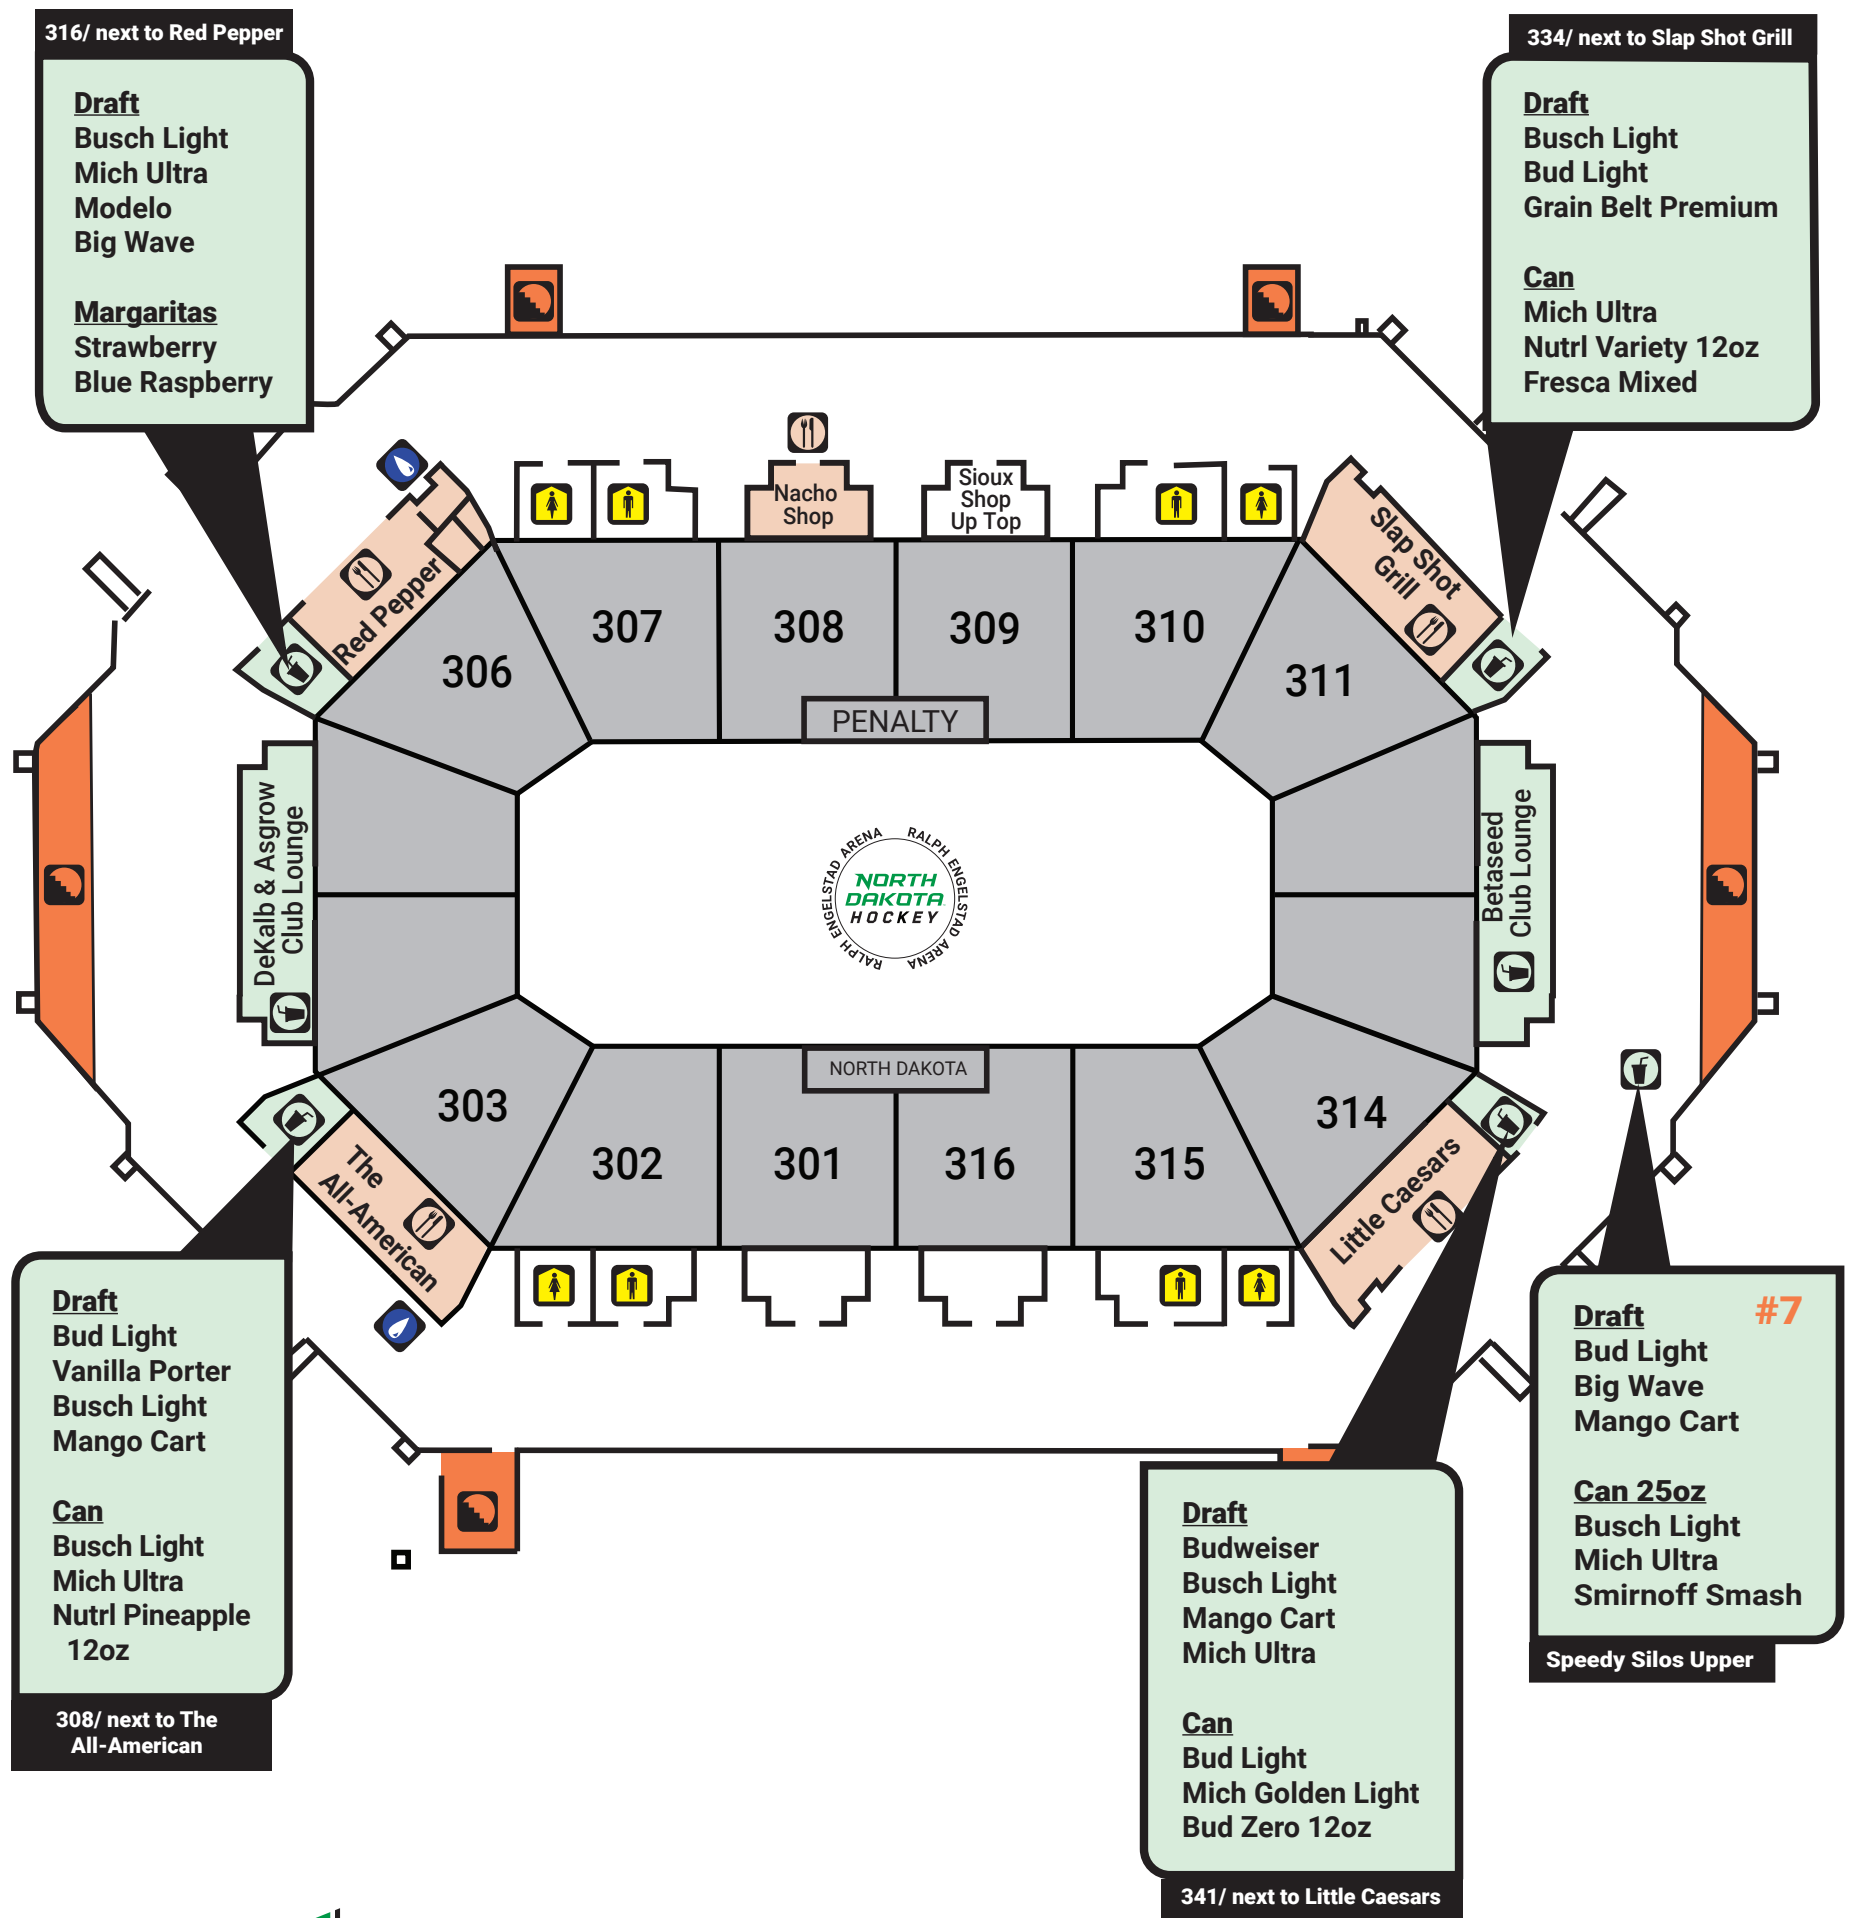 316/ next to Red Pepper
Draft
Busch Light
Mich Ultra
Modelo
Big Wave
Margaritas
Strawberry
Blue Raspberry
334/ next to Slap Shot Grill
Draft
Busch Light
Bud Light
Grain Belt Premium
Can
Mich Ultra
Nutrl Variety 12oz
Fresca Mixed
Nacho
Shop
Sioux
Shop
Up Top
Red Pepper
Slap Shot
Grill
306
307
308
309
310
311
PENALTY
DeKalb & Asgrow
Club Lounge
RALPH ENGELSTAD ARENA
RALPH ENGELSTAD ARENA
NORTH
DAKOTA
HOCKEY
Betaseed
Club Lounge
NORTH DAKOTA
303
302
301
316
315
314
The
All-American
Little Caesars
Draft
Bud Light
Vanilla Porter
Busch Light
Mango Cart
Can
Busch Light
Mich Ultra
Nutrl Pineapple
12oz
308/ next to The
All-American
#7
Draft
Bud Light
Big Wave
Mango Cart
Can 25oz
Busch Light
Mich Ultra
Smirnoff Smash
Speedy Silos Upper
Draft
Budweiser
Busch Light
Mango Cart
Mich Ultra
Can
Bud Light
Mich Golden Light
Bud Zero 12oz
341/ next to Little Caesars